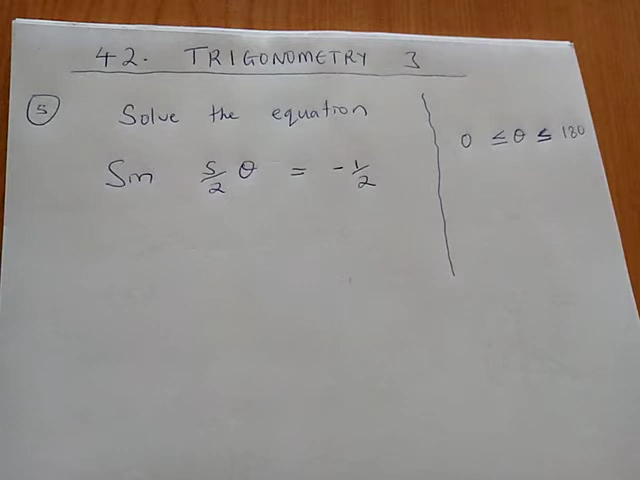 42. TRIGONOMETRY 3
5 Solve the equation
0 ≤ θ ≤ 180
Sin 5/2 θ = -1/2